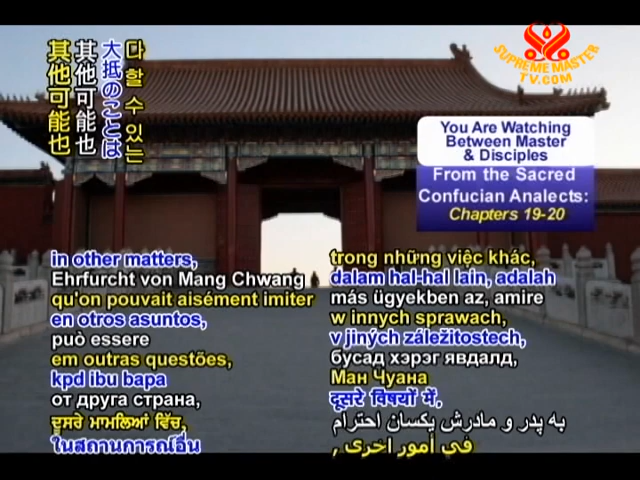 다 할 수 있는
大抵のことは
其他可能也
其他可能也
SUPREME MASTER
TV.COM
You Are Watching
Between Master
& Disciples
From the Sacred
Confucian Analects:
Chapters 19-20
in other matters,
Ehrfurcht von Mang Chwang
qu'on pouvait aisément imiter
en otros asuntos,
può essere
em outras questões,
kpd ibu bapa
от друга страна,
ਦੂਸਰੇ ਮਾਮਲਿਆਂ ਵਿੱਚ,
ในสถานการณ์อื่น
trong những việc khác,
dalam hal-hal lain, adalah
más ügyekben az, amire
w innych sprawach,
v jiných záležitostech,
бусад хэрэг явдалд,
Ман Чуана
दूसरे विषयों में,
به پدر و مادرش یکسان احترام
في أمور أخرى ,